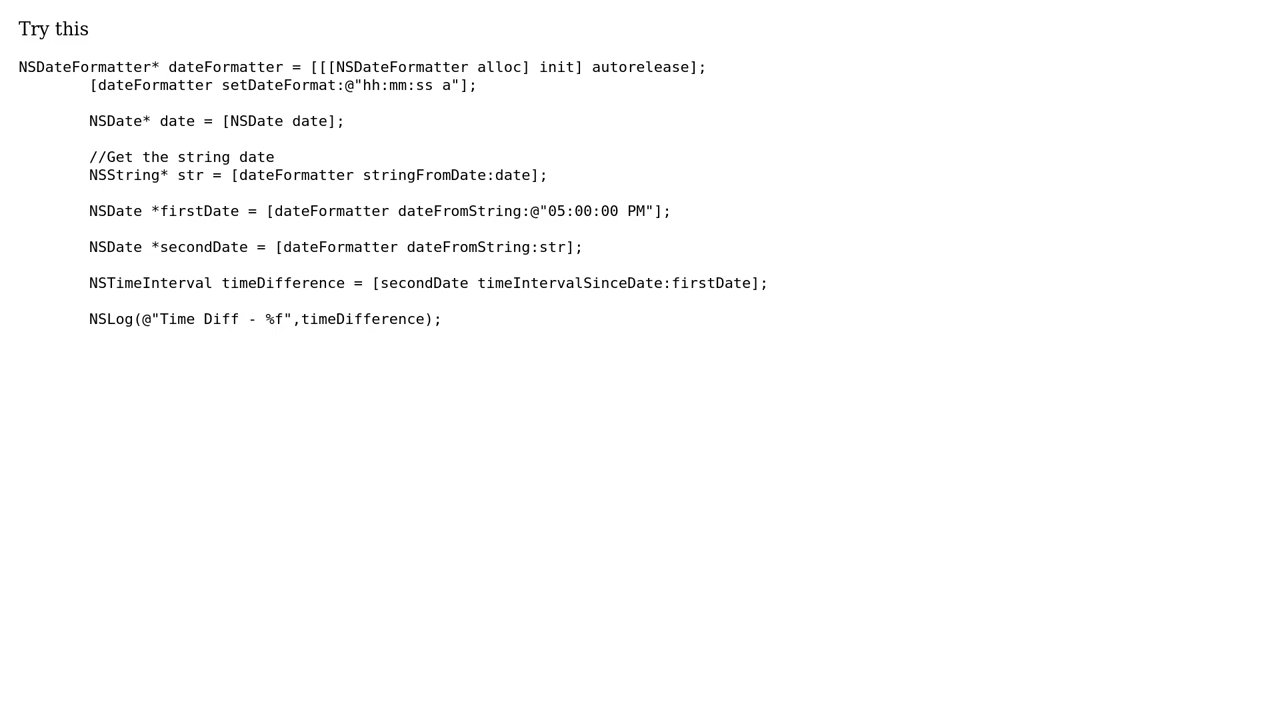 Try this
NSDateFormatter* dateFormatter = [[[NSDateFormatter alloc] init] autorelease];
        [dateFormatter setDateFormat:@"hh:mm:ss a"];

        NSDate* date = [NSDate date];

        //Get the string date
        NSString* str = [dateFormatter stringFromDate:date];

        NSDate *firstDate = [dateFormatter dateFromString:@"05:00:00 PM"];

        NSDate *secondDate = [dateFormatter dateFromString:str];

        NSTimeInterval timeDifference = [secondDate timeIntervalSinceDate:firstDate];

        NSLog(@"Time Diff - %f",timeDifference);